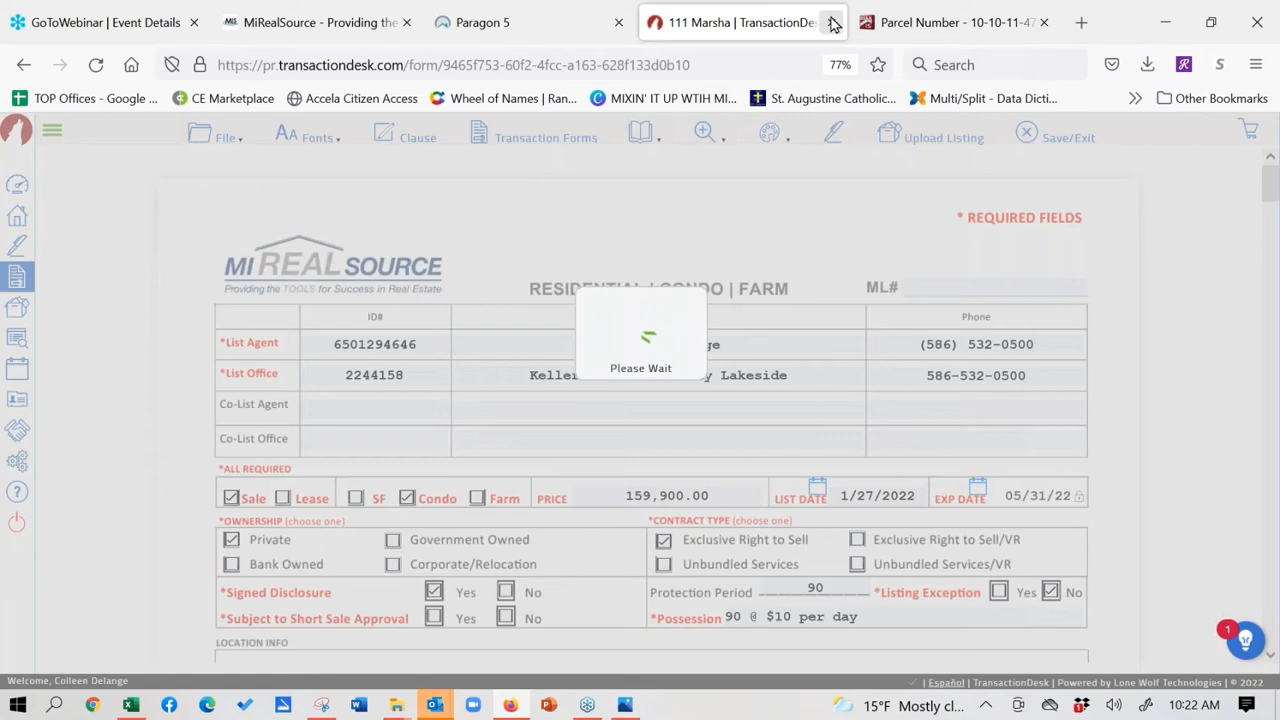 GoToWebinar | Event Details
MiRealSource - Providing the
Paragon 5
111 Marsha | TransactionDes
Parcel Number - 10-10-11-47
https://pr.transactiondesk.com/form/9465f753-60f2-4fcc-a163-628f133d0b10
77%
Search
TOP Offices - Google ...
CE Marketplace
Accela Citizen Access
Wheel of Names | Ran...
MIXIN' IT UP WTIH MI...
St. Augustine Catholic...
Multi/Split - Data Dicti...
Other Bookmarks
File
Fonts
Clause
Transaction Forms
Upload Listing
Save/Exit
* REQUIRED FIELDS
MI REAL SOURCE
Providing the TOOLS for Success in Real Estate
RESIDENTIAL | CONDO | FARM
ML#
ID#
Phone
*List Agent
6501294646
ge
(586) 532-0500
*List Office
2244158
Keller
y Lakeside
586-532-0500
Please Wait
Co-List Agent
Co-List Office
*ALL REQUIRED
Sale
Lease
SF
Condo
Farm
PRICE
159,900.00
LIST DATE
1/27/2022
EXP DATE
05/31/22
*OWNERSHIP (choose one)
*CONTRACT TYPE (choose one)
Private
Government Owned
Exclusive Right to Sell
Exclusive Right to Sell/VR
Bank Owned
Corporate/Relocation
Unbundled Services
Unbundled Services/VR
*Signed Disclosure
Yes
No
Protection Period
90
*Listing Exception
Yes
No
*Subject to Short Sale Approval
Yes
No
*Possession
90 @ $10 per day
LOCATION INFO
1
Welcome, Colleen Delange
| Español | TransactionDesk | Powered by Lone Wolf Technologies | © 2022
15°F Mostly cl...
10:22 AM